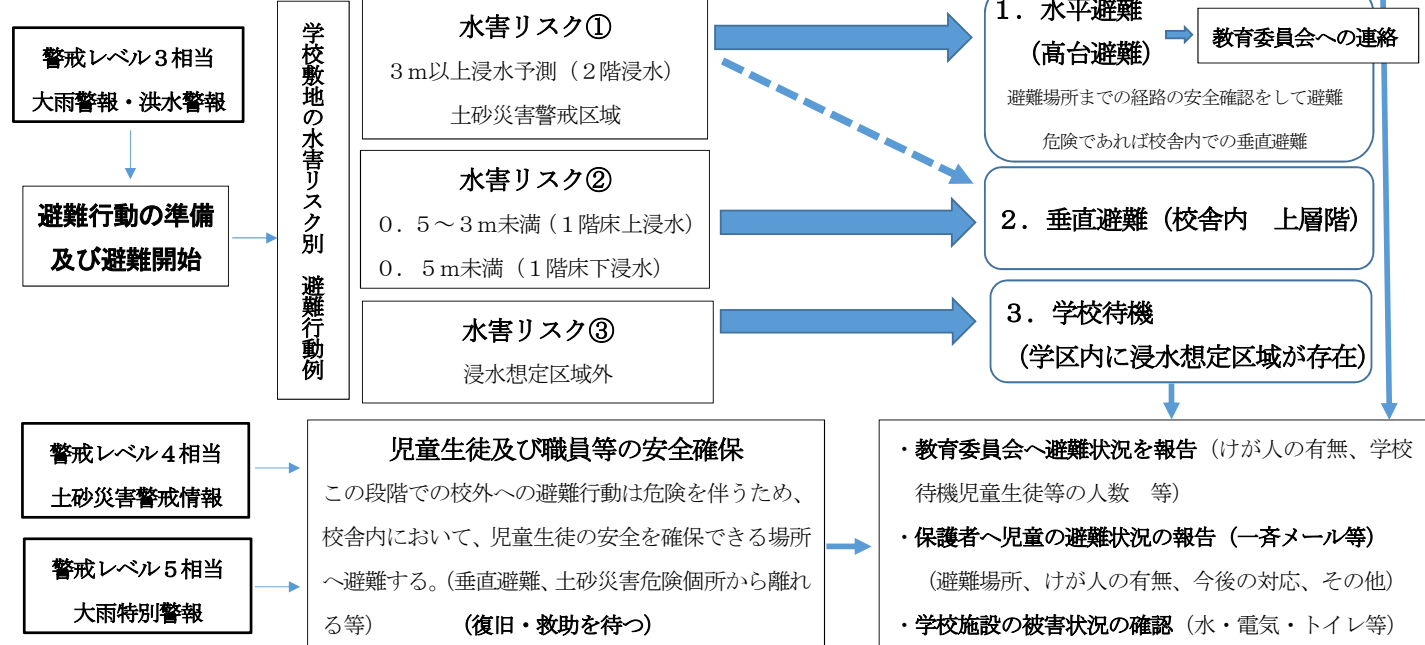 警戒レベル３相当
大雨警報・洪水警報
避難行動の準備
及び避難開始
学校敷地の水害リスク別　避難行動例
水害リスク①
３ｍ以上浸水予測（２階浸水）
土砂災害警戒区域
水害リスク②
０．５～３ｍ未満（１階床上浸水）
０．５ｍ未満（１階床下浸水）
水害リスク③
浸水想定区域外
１．水平避難
（高台避難）
教育委員会への連絡
避難場所までの経路の安全確認をして避難
危険であれば校舎内での垂直避難
２．垂直避難（校舎内　上層階）
３．学校待機
（学区内に浸水想定区域が存在）
警戒レベル４相当
土砂災害警戒情報
警戒レベル５相当
大雨特別警報
児童生徒及び職員等の安全確保
この段階での校外への避難行動は危険を伴うため、
校舎内において、児童生徒の安全を確保できる場所
へ避難する。（垂直避難、土砂災害危険個所から離れ
る等）　（復旧・救助を待つ）
・教育委員会へ避難状況を報告（けが人の有無、学校
待機児童生徒等の人数　等）
・保護者へ児童の避難状況の報告（一斉メール等）
（避難場所、けが人の有無、今後の対応、その他）
・学校施設の被害状況の確認（水・電気・トイレ等）